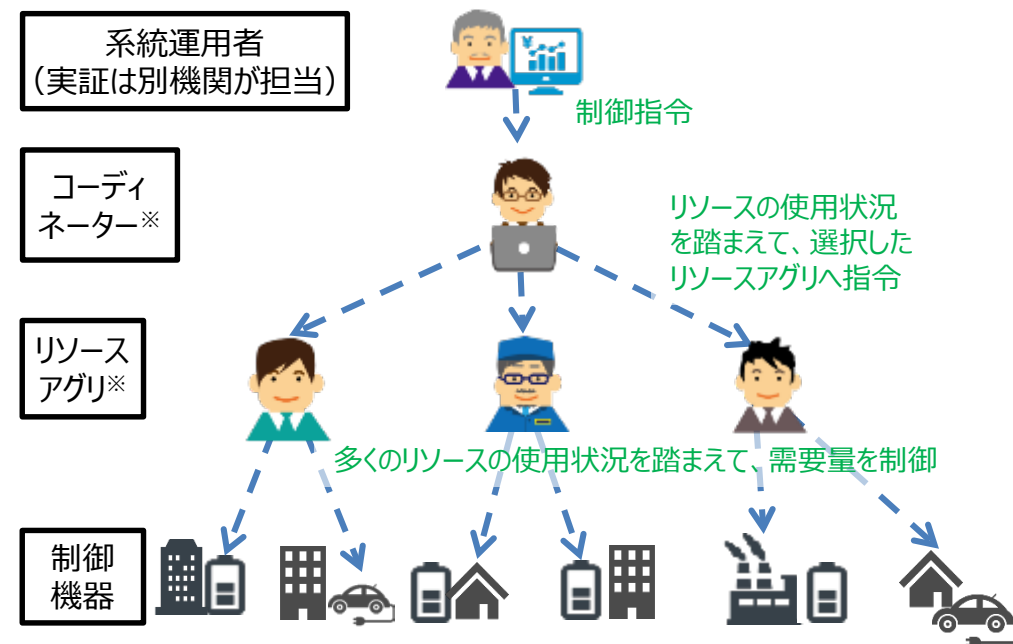 系統運用者
(実証は別機関が担当)
¥
制御指令
コーディ
ネーター※
リソースの使用状況
を踏まえて、選択した
リソースアグリへ指令
リソース
アグリ※
多くのリソースの使用状況を踏まえて、需要量を制御
制御
機器